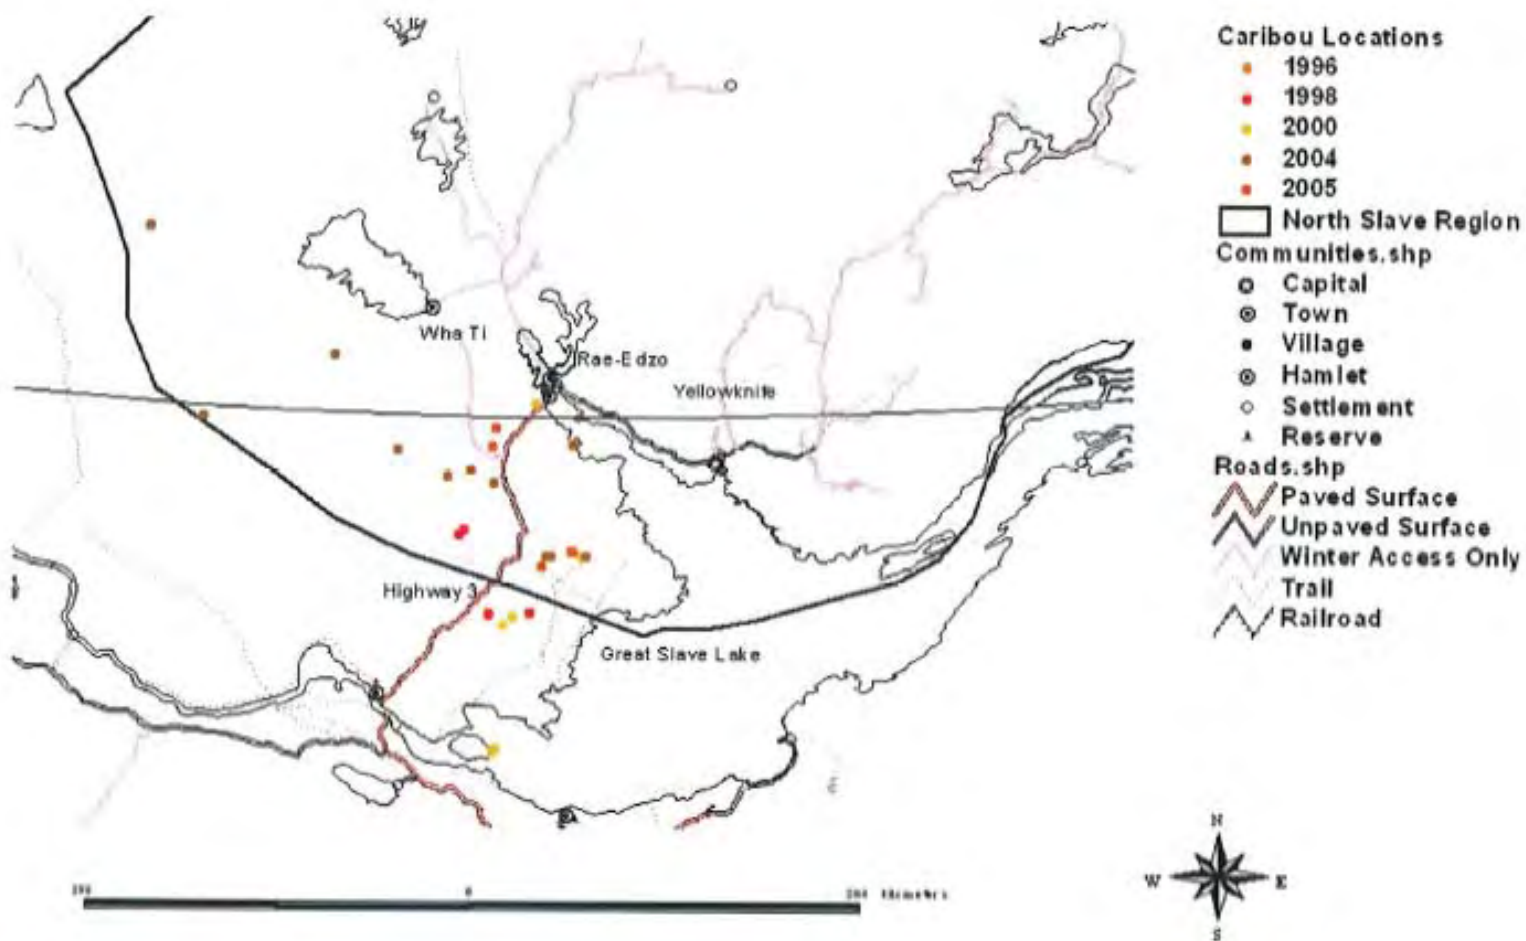 Wha Ti
Rae-Edzo
Yellowknife
Highway 3
Great Slave Lake
Caribou Locations
1996
1998
2000
2004
2005
North Slave Region
Communities.shp
Capital
Town
Village
Hamlet
Settlement
Reserve
Roads.shp
Paved Surface
Unpaved Surface
Winter Access Only
Trail
Railroad
0
N
W E
S